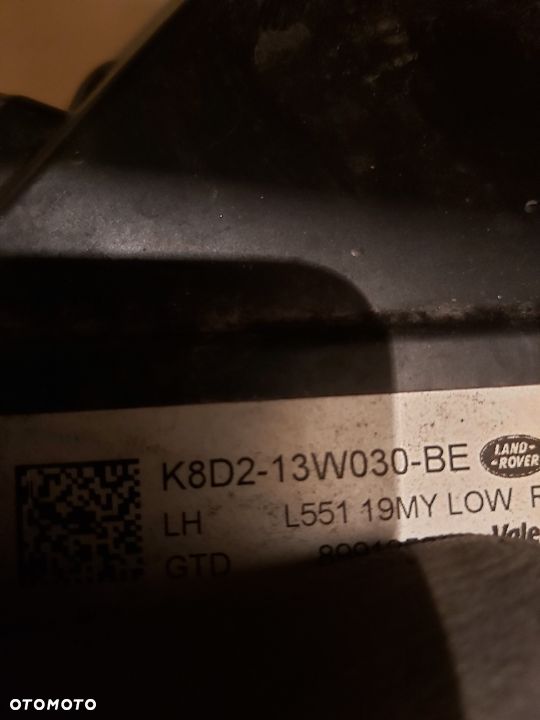 K8D2-13W030-BE LAND-
-ROVER
LH L551 19MY LOW
GTD
OTOMOTO